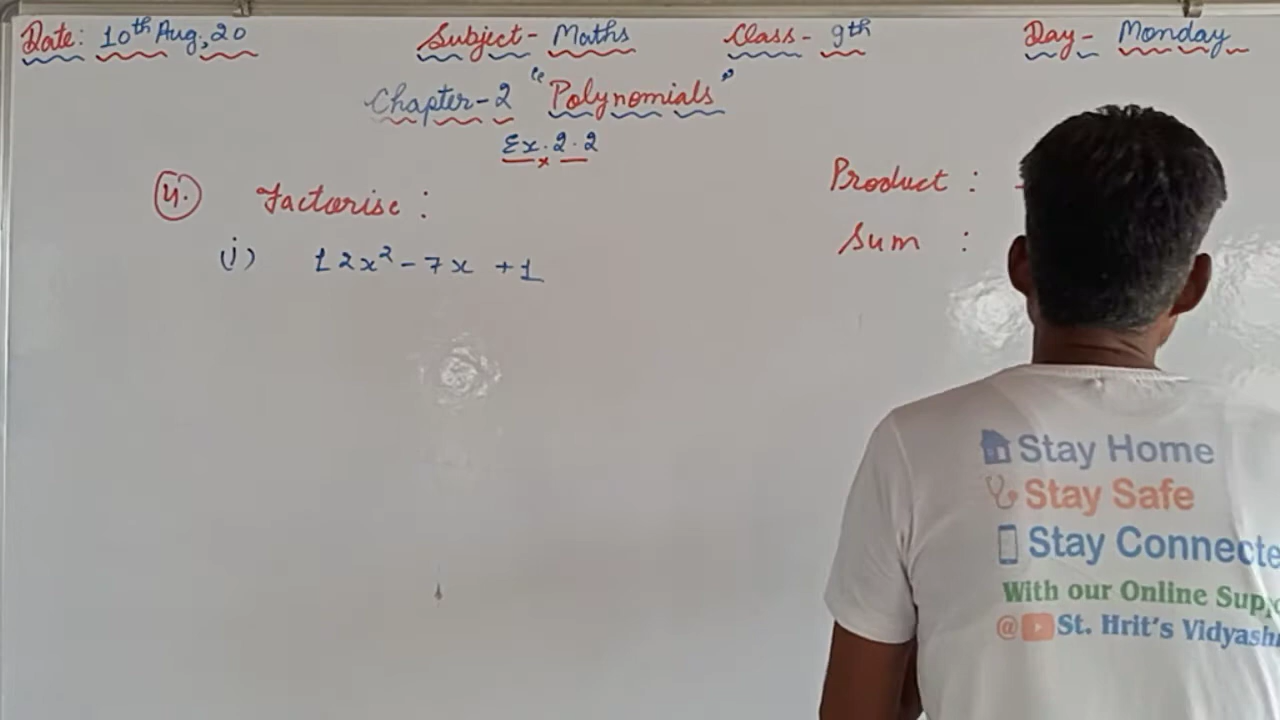 Date: 10th Aug, 20 Subject- Maths Class- 9th Day- Monday
Chapter-2 "Polynomials"
Ex. 2.2
4. Factorise:
(i) 12x² - 7x + 1
Product :
Sum :
Stay Home
Stay Safe
Stay Connecte
With our Online Supp
@ St. Hrit's Vidyash